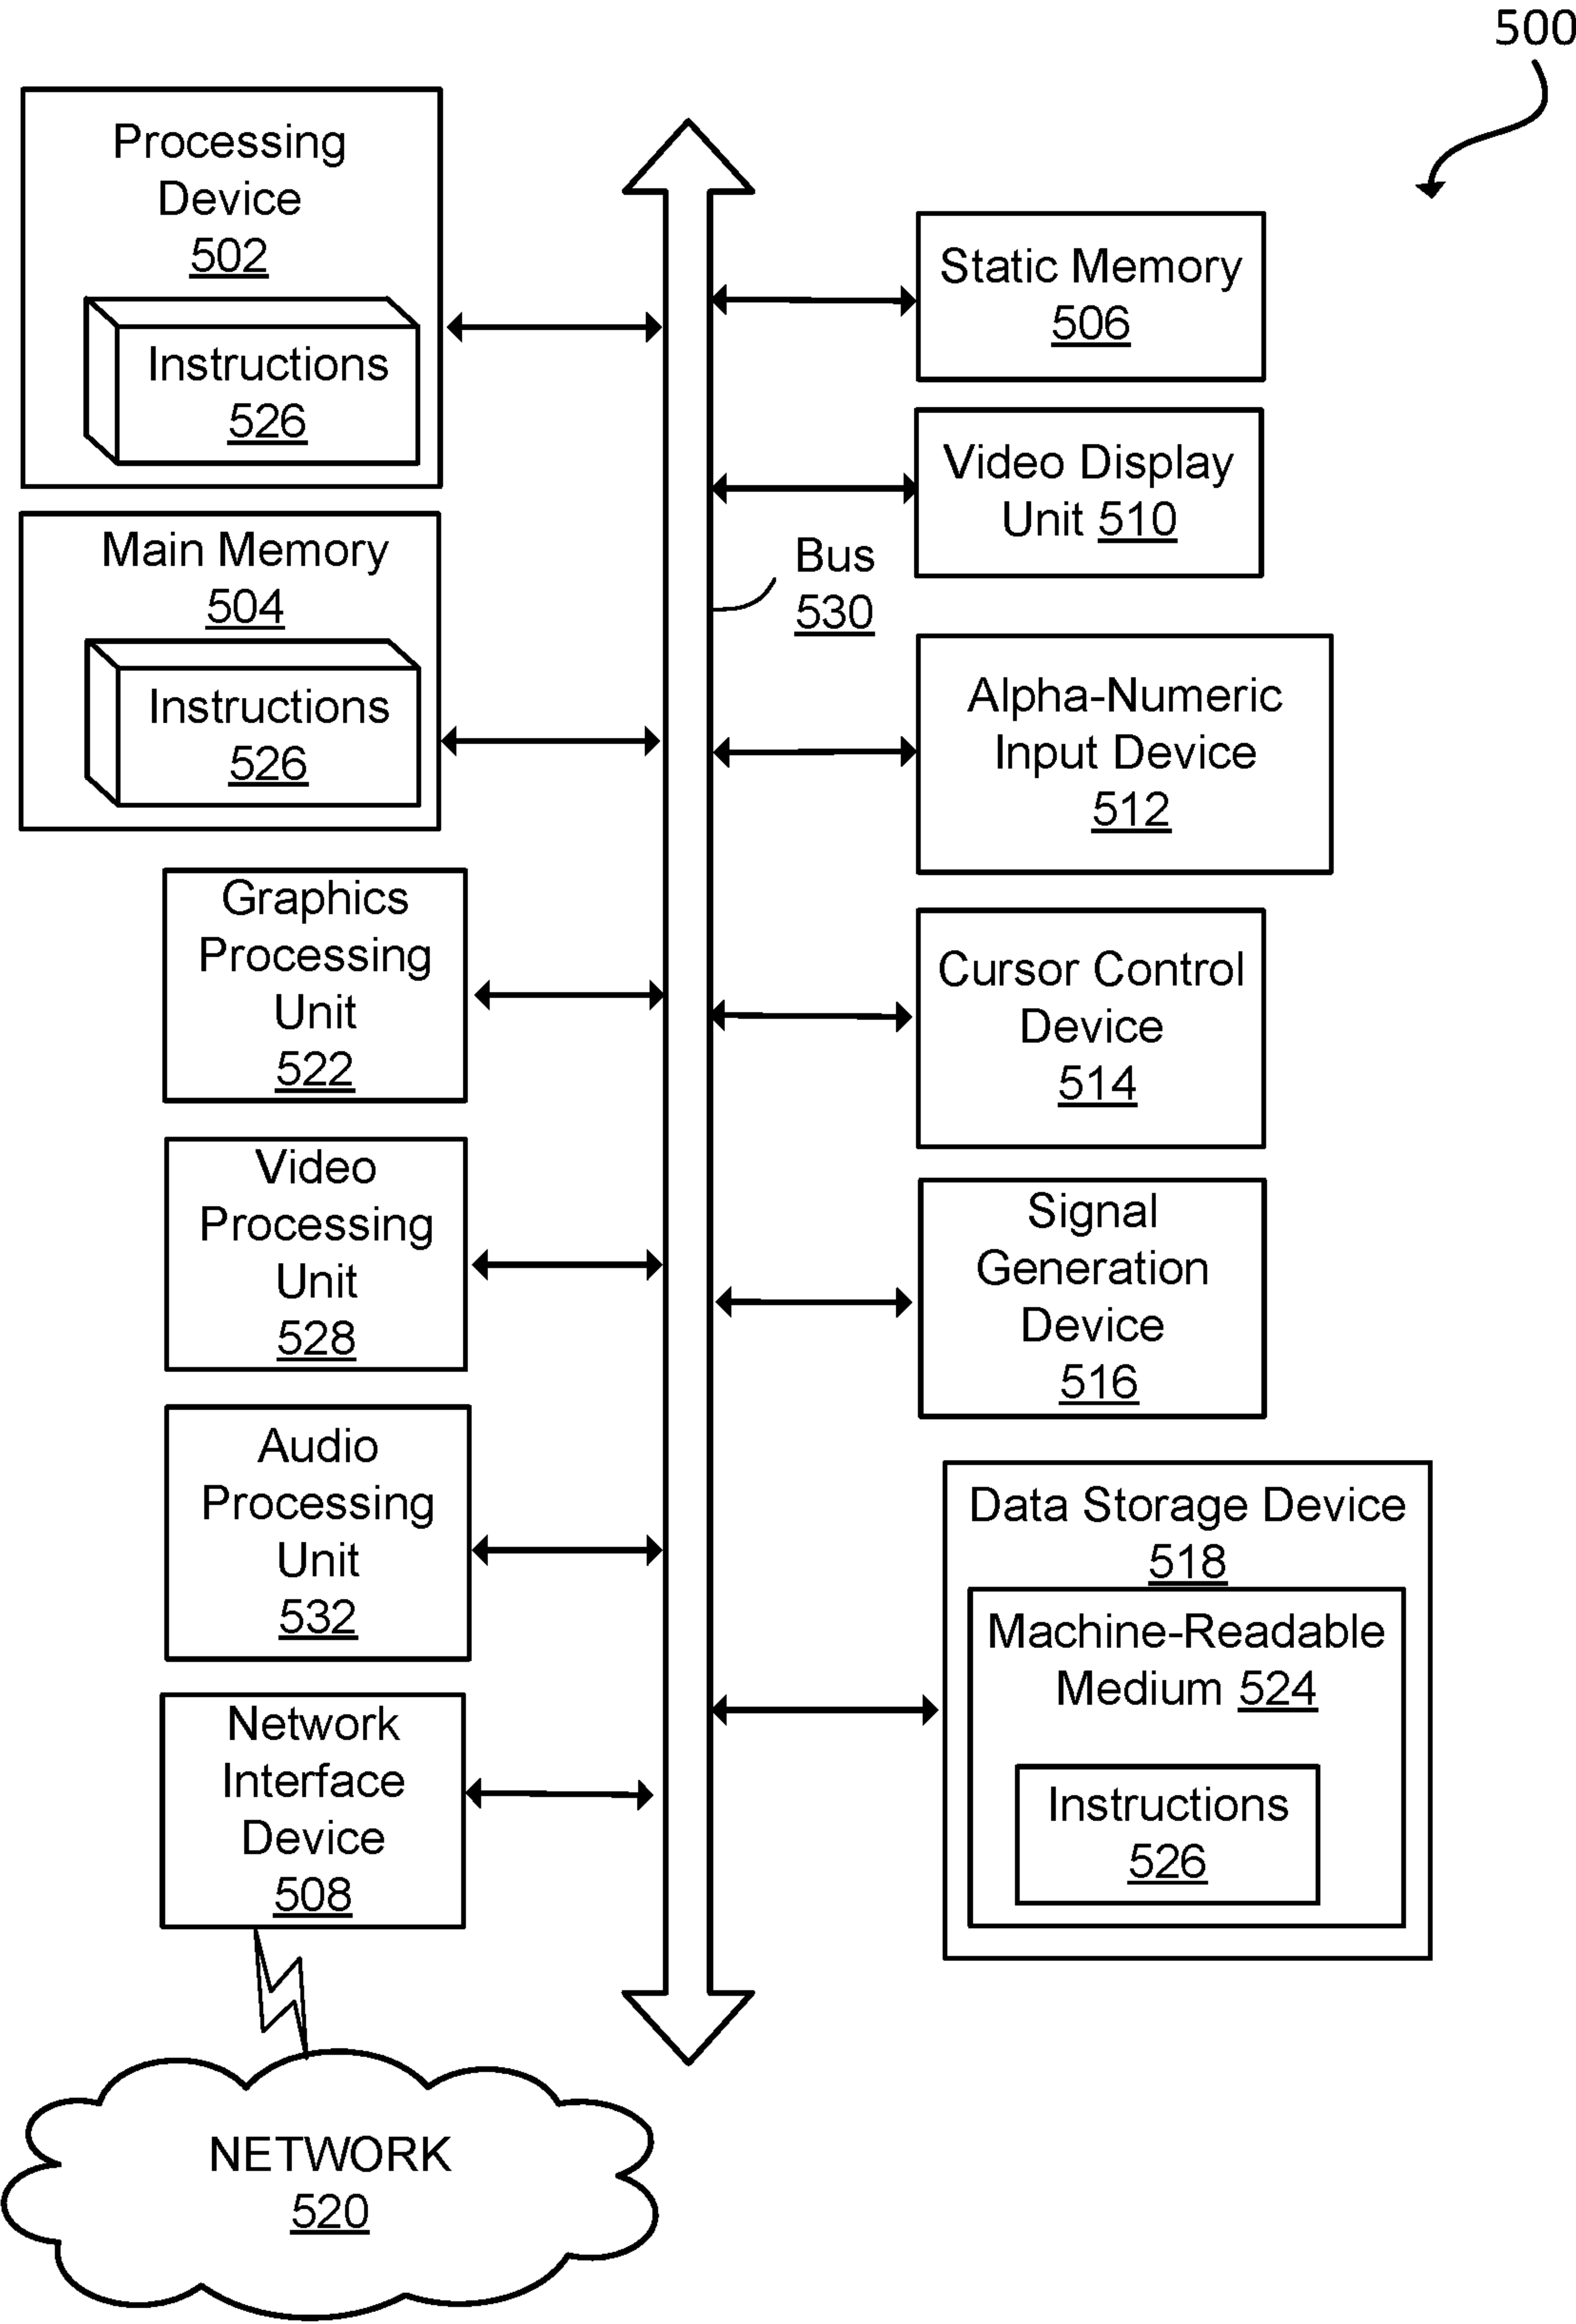 500
Processing
Device
502
Instructions
526
Main Memory
504
Instructions
526
Graphics
Processing
Unit
522
Video
Processing
Unit
528
Audio
Processing
Unit
532
Network
Interface
Device
508
NETWORK
520
Bus
530
Static Memory
506
Video Display
Unit 510
Alpha-Numeric
Input Device
512
Cursor Control
Device
514
Signal
Generation
Device
516
Data Storage Device
518
Machine-Readable
Medium 524
Instructions
526